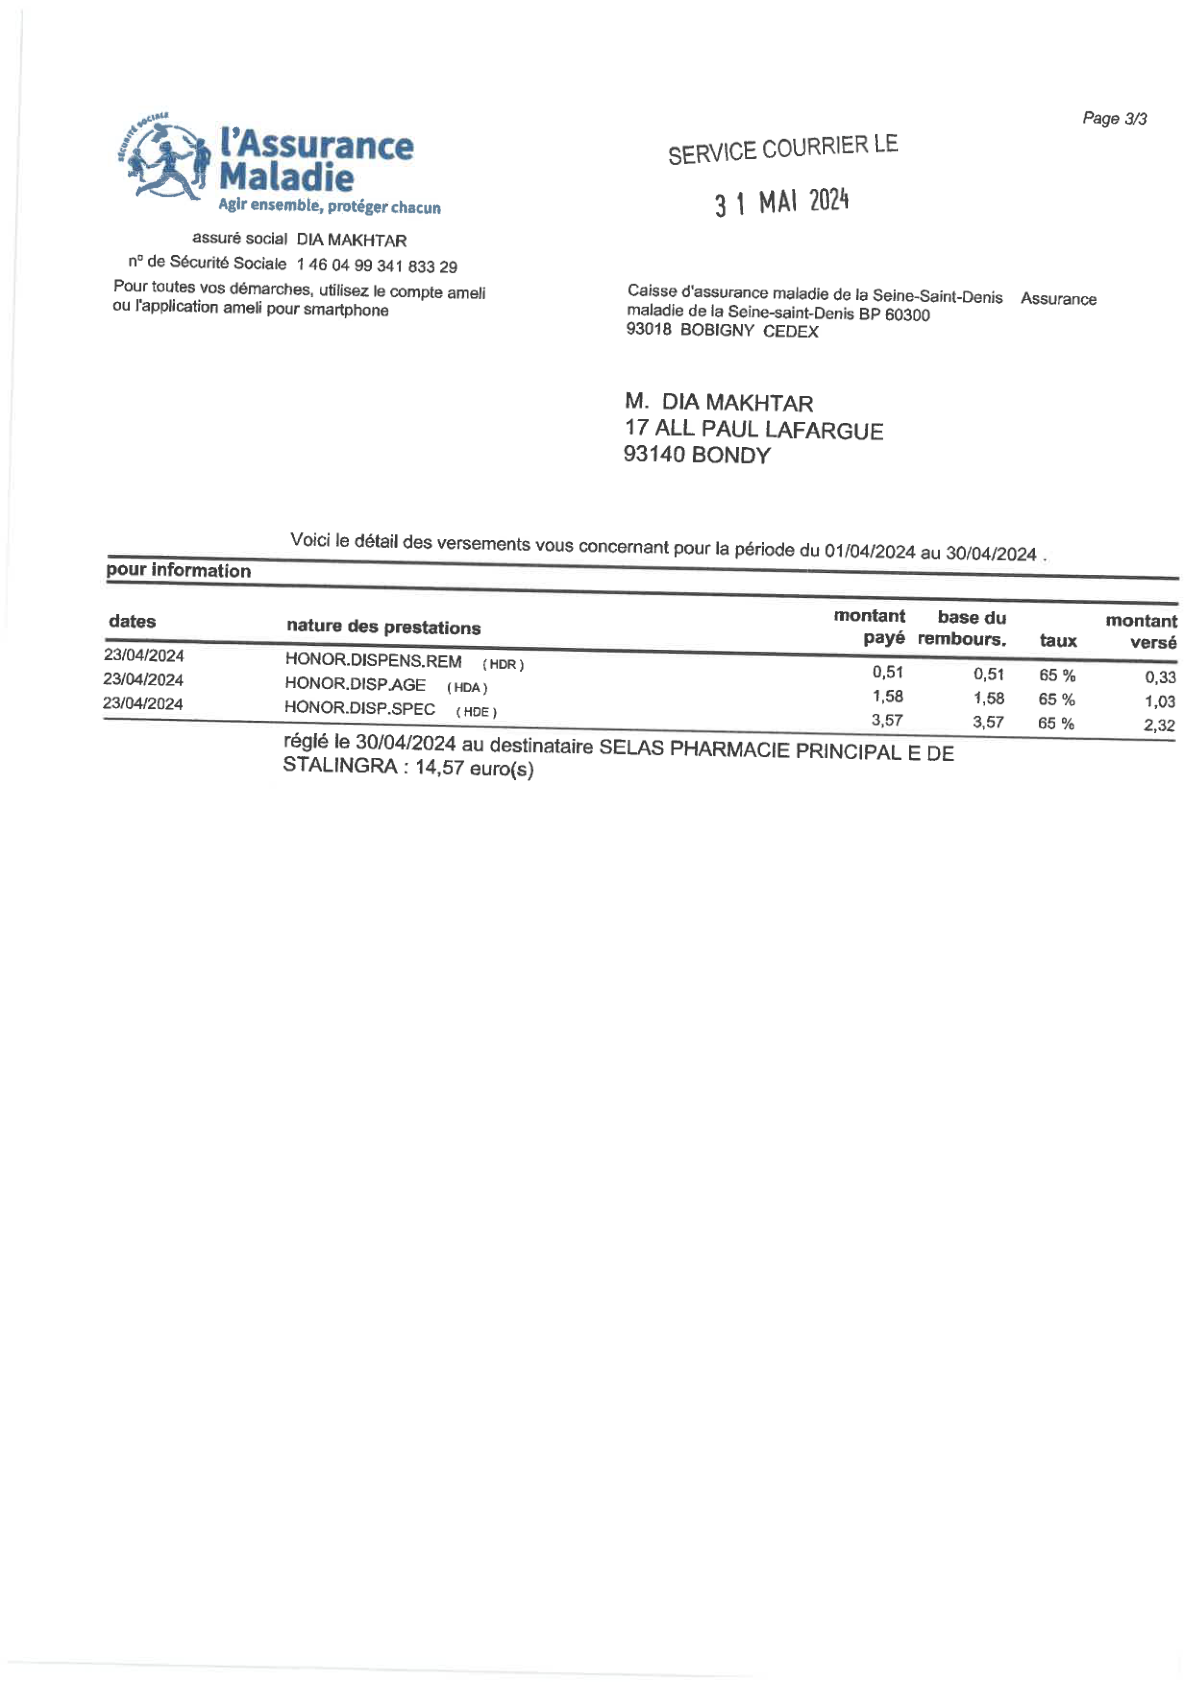 Page 3/3
SÉCURITÉ SOCIALE
l'Assurance
Maladie
Agir ensemble, protéger chacun
SERVICE COURRIER LE
31 MAI 2024
assuré social DIA MAKHTAR
n° de Sécurité Sociale 1 46 04 99 341 833 29
Pour toutes vos démarches, utilisez le compte ameli
ou l'application ameli pour smartphone
Caisse d'assurance maladie de la Seine-Saint-Denis Assurance
maladie de la Seine-saint-Denis BP 60300
93018 BOBIGNY CEDEX
M. DIA MAKHTAR
17 ALL PAUL LAFARGUE
93140 BONDY
Voici le détail des versements vous concernant pour la période du 01/04/2024 au 30/04/2024 .
pour information
dates nature des prestations montant payé base du rembours. taux montant versé
23/04/2024 HONOR.DISPENS.REM (HDR) 0,51 0,51 65 % 0,33
23/04/2024 HONOR.DISP.AGE (HDA) 1,58 1,58 65 % 1,03
23/04/2024 HONOR.DISP.SPEC (HDE) 3,57 3,57 65 % 2,32
réglé le 30/04/2024 au destinataire SELAS PHARMACIE PRINCIPAL E DE
STALINGRA : 14,57 euro(s)